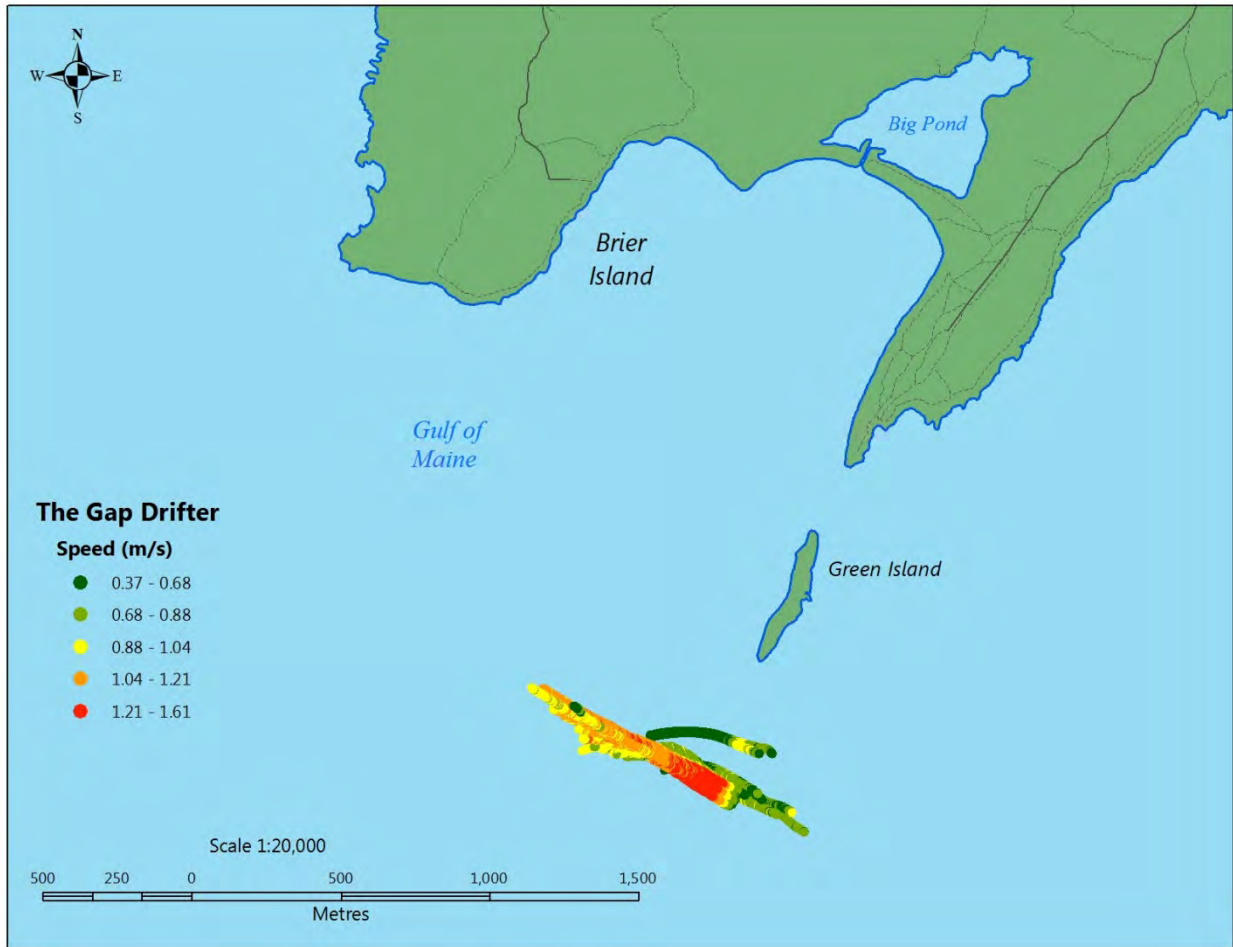 N
W E
S
Big Pond
Brier
Island
Gulf of
Maine
The Gap Drifter
Speed (m/s)
0.37 - 0.68
0.68 - 0.88
0.88 - 1.04
1.04 - 1.21
1.21 - 1.61
Green Island
Scale 1:20,000
500 250 0 500 1,000 1,500
Metres